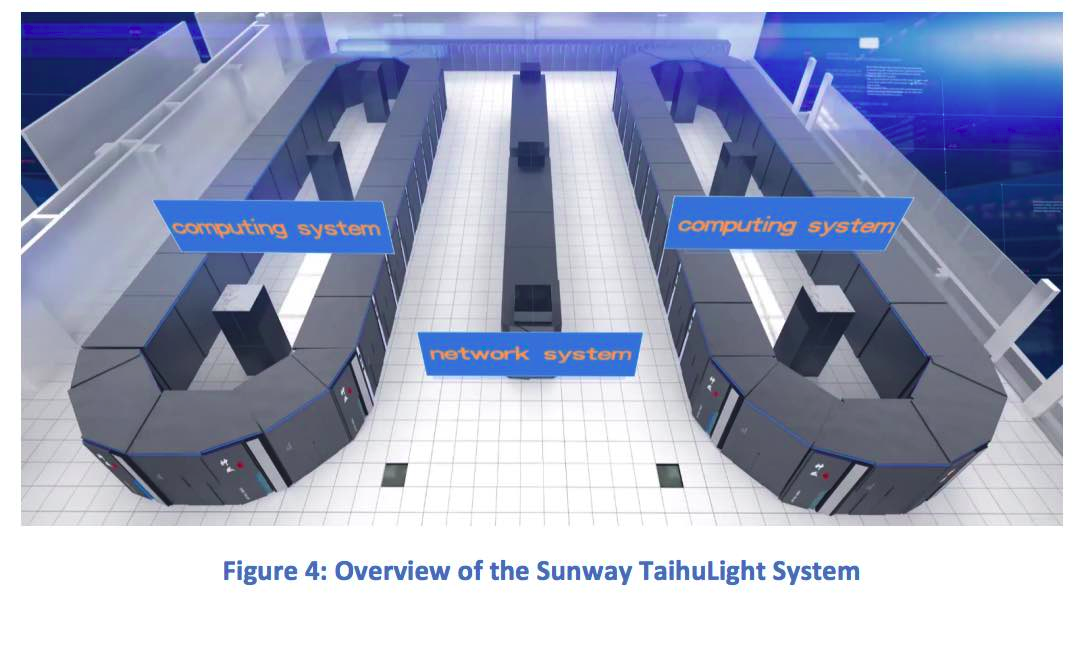 computing system
computing system
network system
Figure 4: Overview of the Sunway TaihuLight System